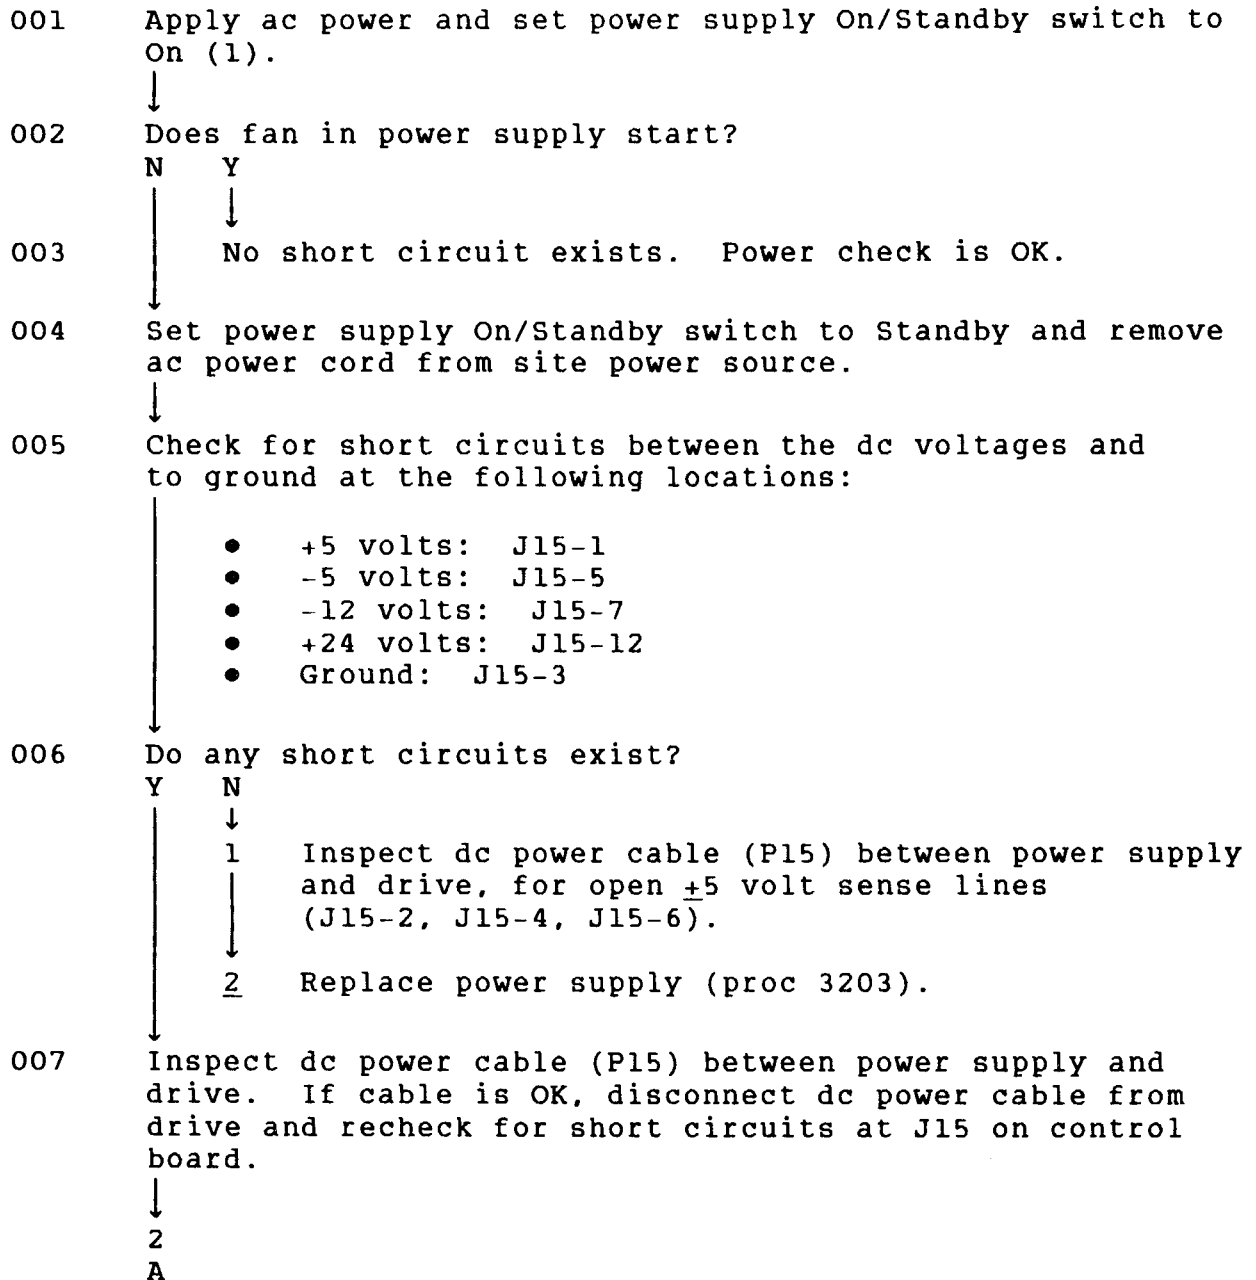 001 Apply ac power and set power supply On/Standby switch to
On (1).
002 Does fan in power supply start?
N Y
003 No short circuit exists. Power check is OK.
004 Set power supply On/Standby switch to Standby and remove
ac power cord from site power source.
005 Check for short circuits between the dc voltages and
to ground at the following locations:
● +5 volts: J15-1
● -5 volts: J15-5
● -12 volts: J15-7
● +24 volts: J15-12
● Ground: J15-3
006 Do any short circuits exist?
Y N
1 Inspect dc power cable (P15) between power supply
and drive, for open ±5 volt sense lines
(J15-2, J15-4, J15-6).
2 Replace power supply (proc 3203).
007 Inspect dc power cable (P15) between power supply and
drive. If cable is OK, disconnect dc power cable from
drive and recheck for short circuits at J15 on control
board.
2
A